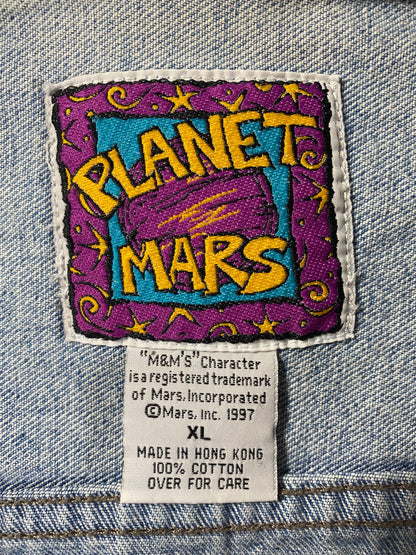 PLANET
MARS
"M&M's" Character
is a registered trademark
of Mars, Incorporated
©Mars, Inc. 1997
XL
MADE IN HONG KONG
100% COTTON
OVER FOR CARE